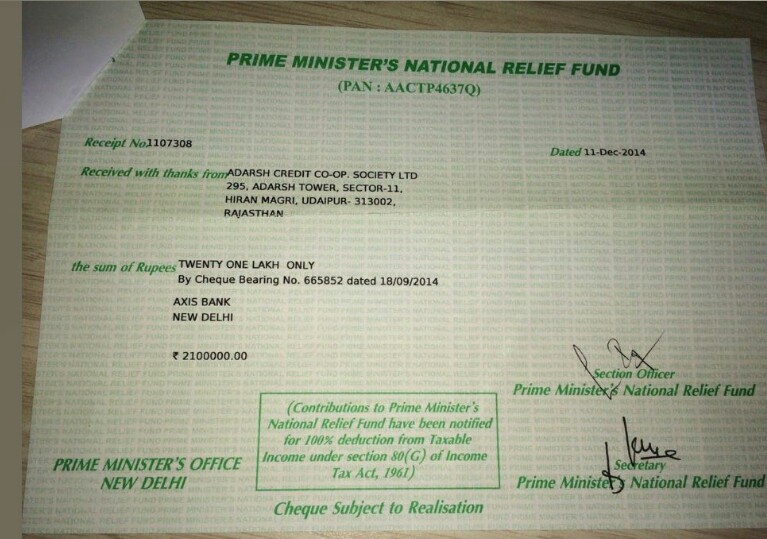 PRIME MINISTER'S NATIONAL RELIEF FUND
(PAN : AACTP4637Q)
Receipt No.1107308
Dated 11-Dec-2014
Received with thanks from ADARSH CREDIT CO-OP. SOCIETY LTD
295, ADARSH TOWER, SECTOR-11,
HIRAN MAGRI, UDAIPUR- 313002,
RAJASTHAN
the sum of Rupees TWENTY ONE LAKH ONLY
By Cheque Bearing No. 665852 dated 18/09/2014
AXIS BANK
NEW DELHI
₹ 2100000.00
Section Officer
Prime Minister's National Relief Fund
(Contributions to Prime Minister's
National Relief Fund have been notified
for 100% deduction from Taxable
Income under section 80(G) of Income
Tax Act, 1961)
Secretary
Prime Minister's National Relief Fund
PRIME MINISTER'S OFFICE
NEW DELHI
Cheque Subject to Realisation